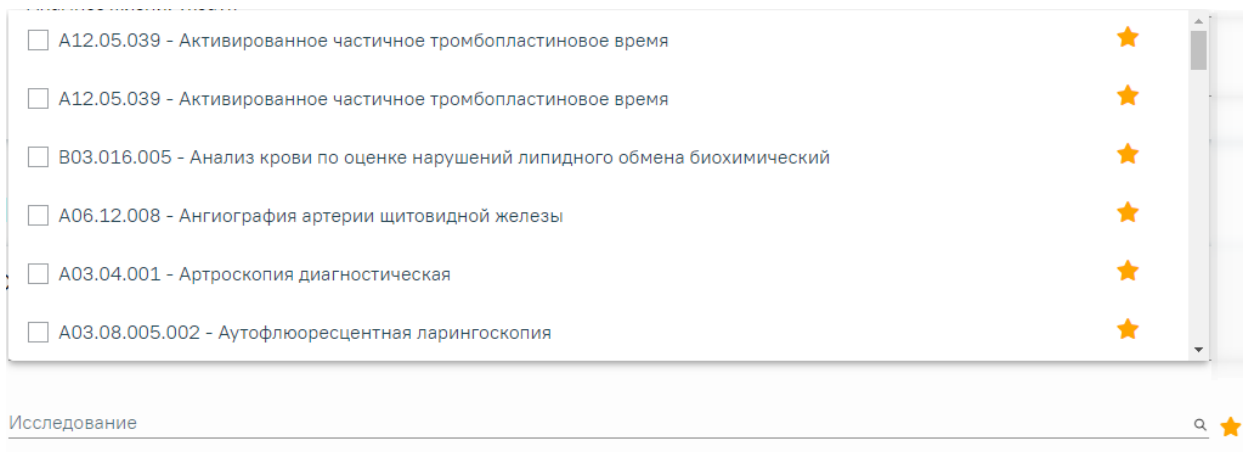 A12.05.039 - Активированное частичное тромбопластиновое время
A12.05.039 - Активированное частичное тромбопластиновое время
B03.016.005 - Анализ крови по оценке нарушений липидного обмена биохимический
A06.12.008 - Ангиография артерии щитовидной железы
A03.04.001 - Артроскопия диагностическая
A03.08.005.002 - Аутофлюоресцентная ларингоскопия
Исследование